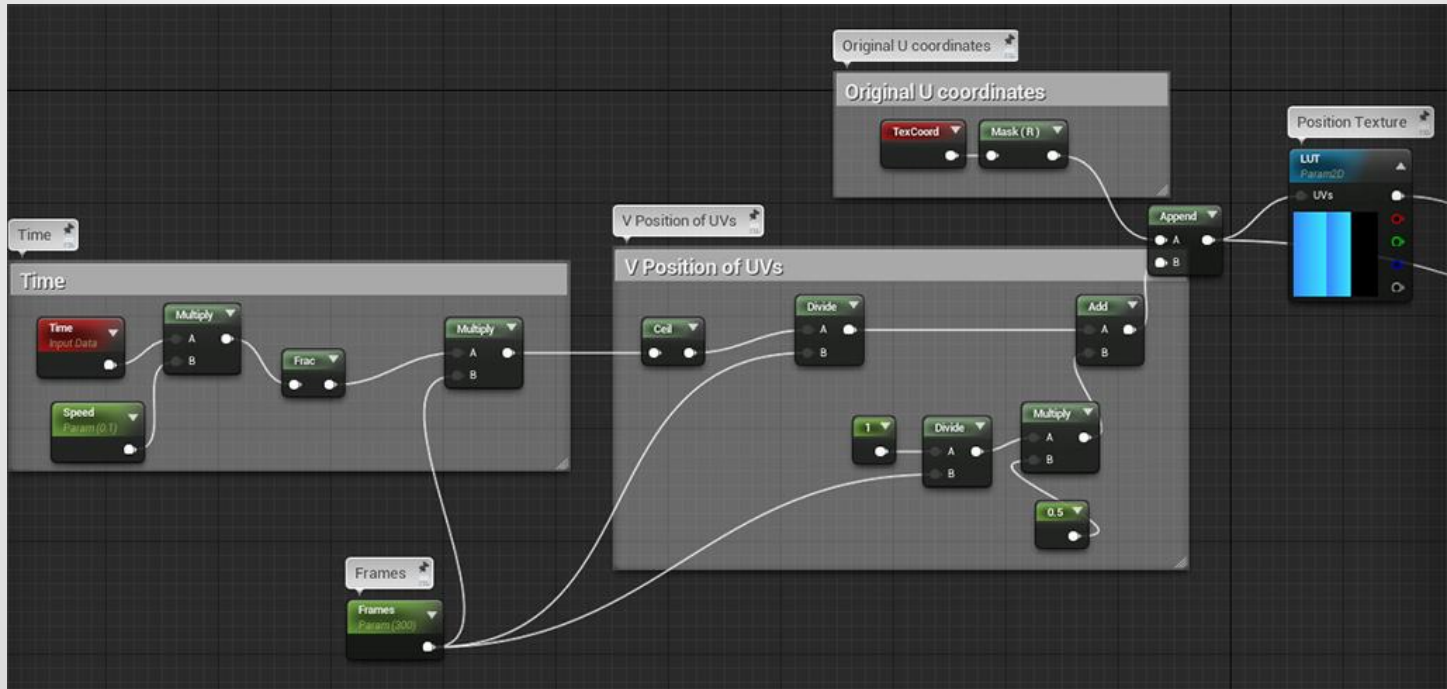 Original U coordinates
Original U coordinates
TexCoord
Mask ( R )
Position Texture
LUT
Param2D
UVs
Append
A
B
Time
Time
Time
Input Data
Multiply
A
B
Frac
Speed
Param (0.1)
Multiply
A
B
V Position of UVs
V Position of UVs
Ceil
Divide
A
B
Add
A
B
1
Divide
A
B
Multiply
A
B
0.5
Frames
Frames
Param (300)